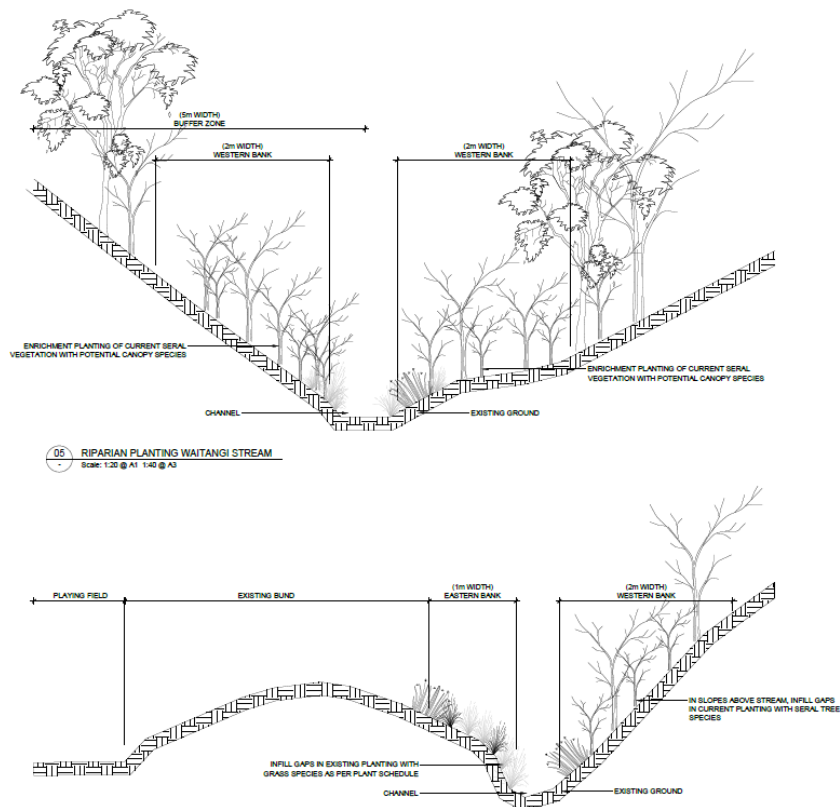 (5m WIDTH)
BUFFER ZONE
(2m WIDTH)
WESTERN BANK
(2m WIDTH)
WESTERN BANK
ENRICHMENT PLANTING OF CURRENT SERAL
VEGETATION WITH POTENTIAL CANOPY SPECIES
ENRICHMENT PLANTING OF CURRENT SERAL
VEGETATION WITH POTENTIAL CANOPY SPECIES
CHANNEL
EXISTING GROUND
05
-
RIPARIAN PLANTING WAITANGI STREAM
Scale: 1:20 @ A1 1:40 @ A3
PLAYING FIELD
EXISTING BUND
(1m WIDTH)
EASTERN BANK
(2m WIDTH)
WESTERN BANK
IN SLOPES ABOVE STREAM, INFILL GAPS
IN CURRENT PLANTING WITH SERAL TREE
SPECIES
INFILL GAPS IN EXISTING PLANTING WITH
GRASS SPECIES AS PER PLANT SCHEDULE
CHANNEL
EXISTING GROUND